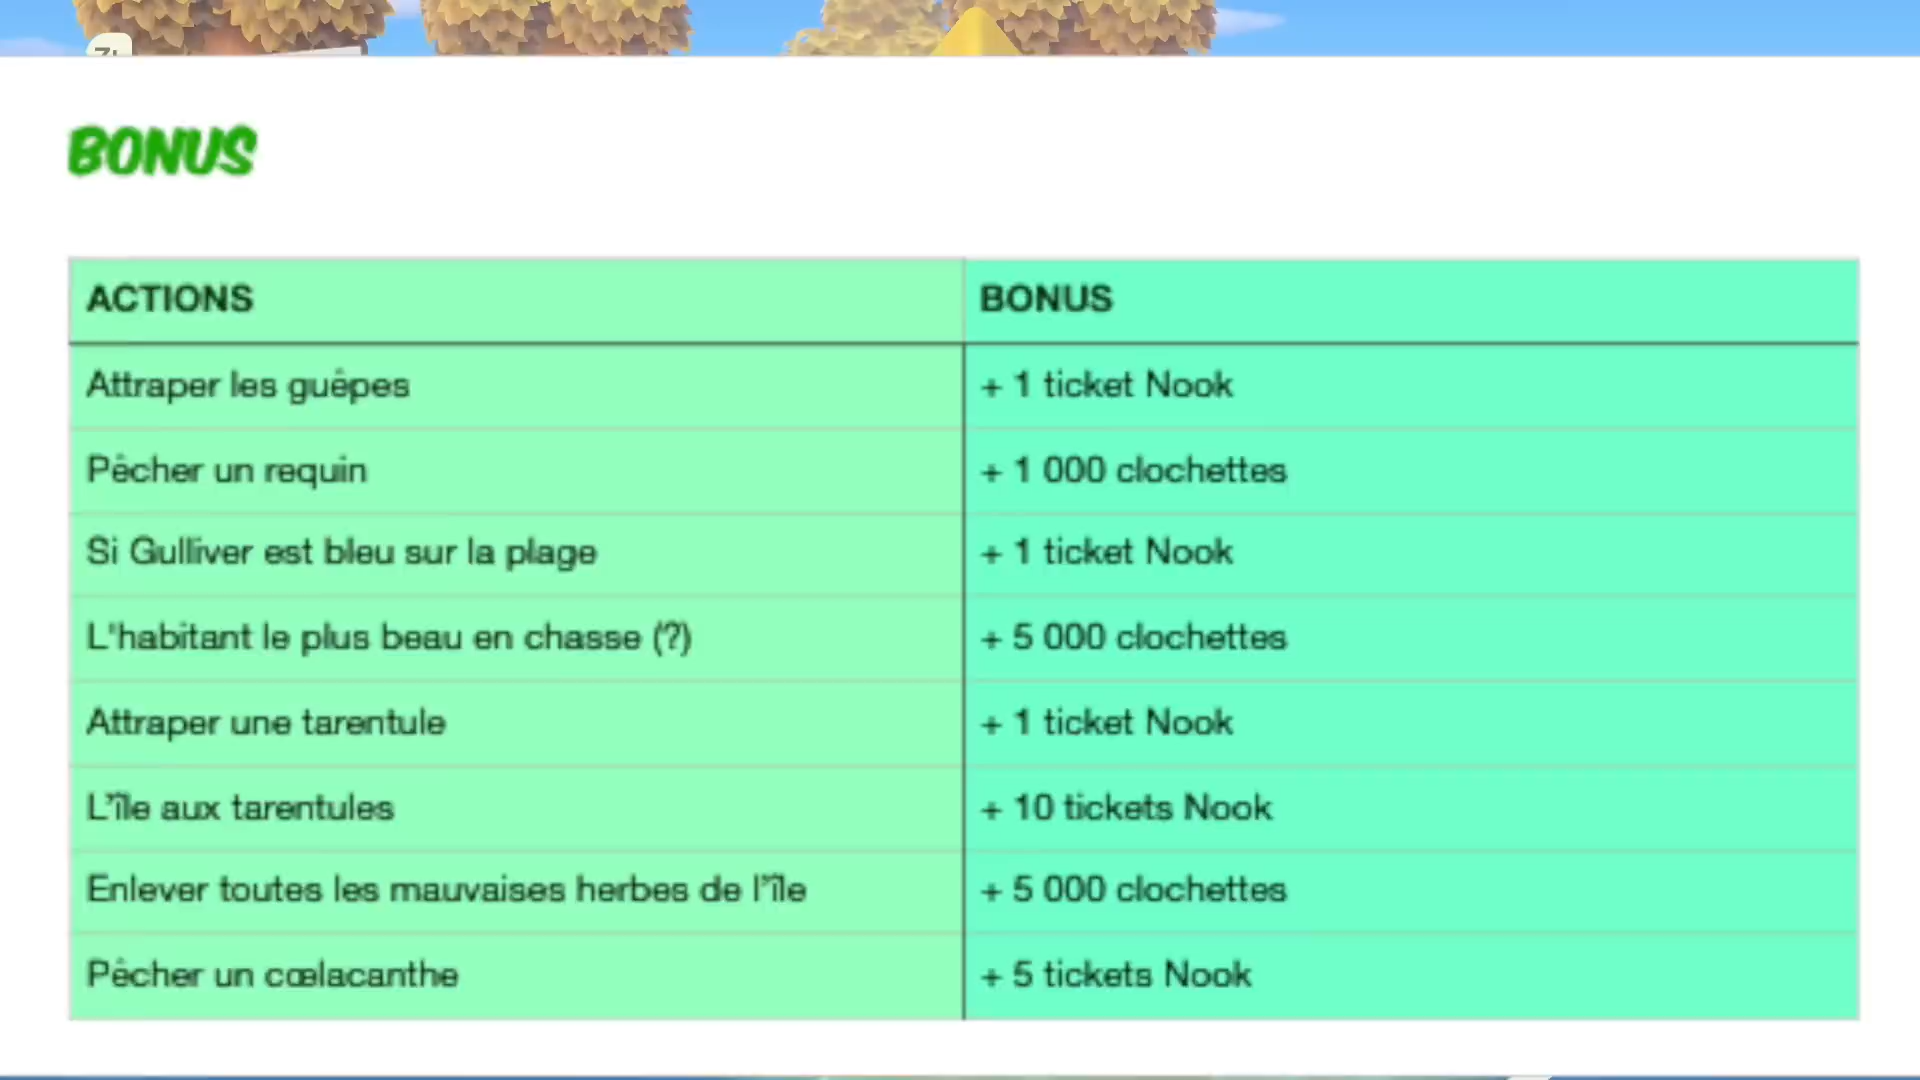 ZL
BONUS
ACTIONS BONUS
Attraper les guêpes + 1 ticket Nook
Pêcher un requin + 1 000 clochettes
Si Gulliver est bleu sur la plage + 1 ticket Nook
L'habitant le plus beau en chasse (?) + 5 000 clochettes
Attraper une tarentule + 1 ticket Nook
L'île aux tarentules + 10 tickets Nook
Enlever toutes les mauvaises herbes de l'île + 5 000 clochettes
Pêcher un cœlacanthe + 5 tickets Nook